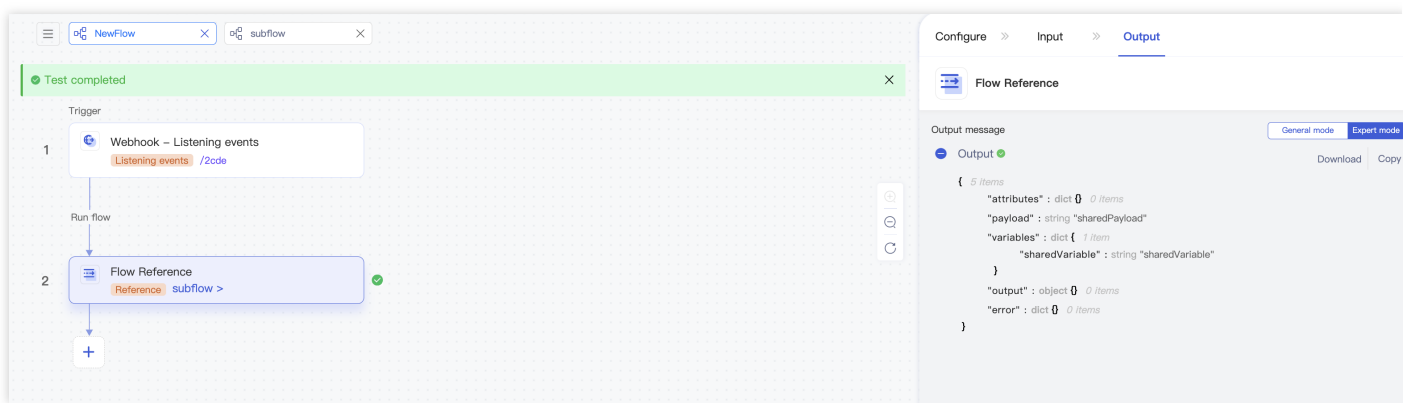 NewFlow
subflow
Test completed
Trigger
1
Webhook – Listening events
Listening events /2cde
Run flow
2
Flow Reference
Reference subflow >
Configure » Input » Output
Flow Reference
Output message
General mode Expert mode
Output
Download Copy
{ 5 items
"attributes" : dict {} 0 items
"payload" : string "sharedPayload"
"variables" : dict { 1 item
"sharedVariable" : string "sharedVariable"
}
"output" : object {} 0 items
"error" : dict {} 0 items
}